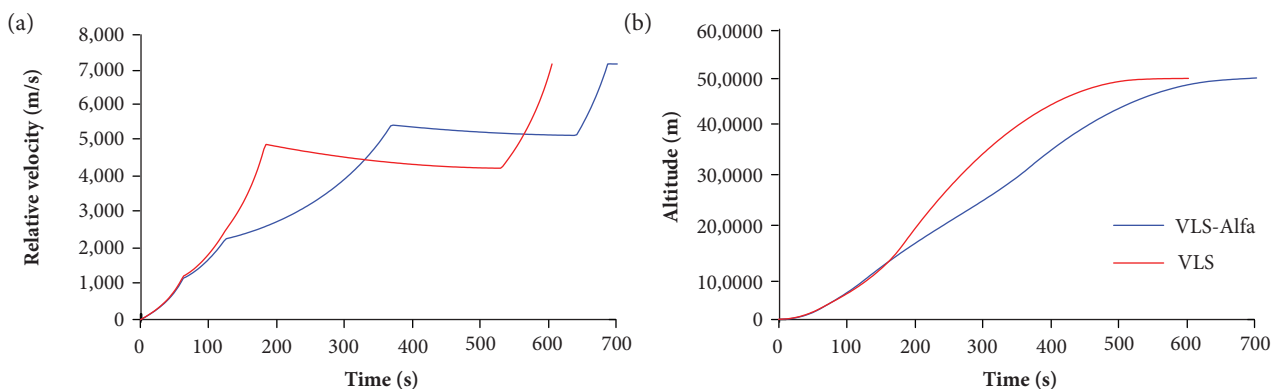 (a)
Relative velocity (m/s)
8,000
7,000
6,000
5,000
4,000
3,000
2,000
1,000
0
0 100 200 300 400 500 600 700
Time (s)
(b)
Altitude (m)
60,0000
50,0000
40,0000
30,0000
20,0000
10,0000
0
0 100 200 300 400 500 600 700
Time (s)
VLS-Alfa
VLS